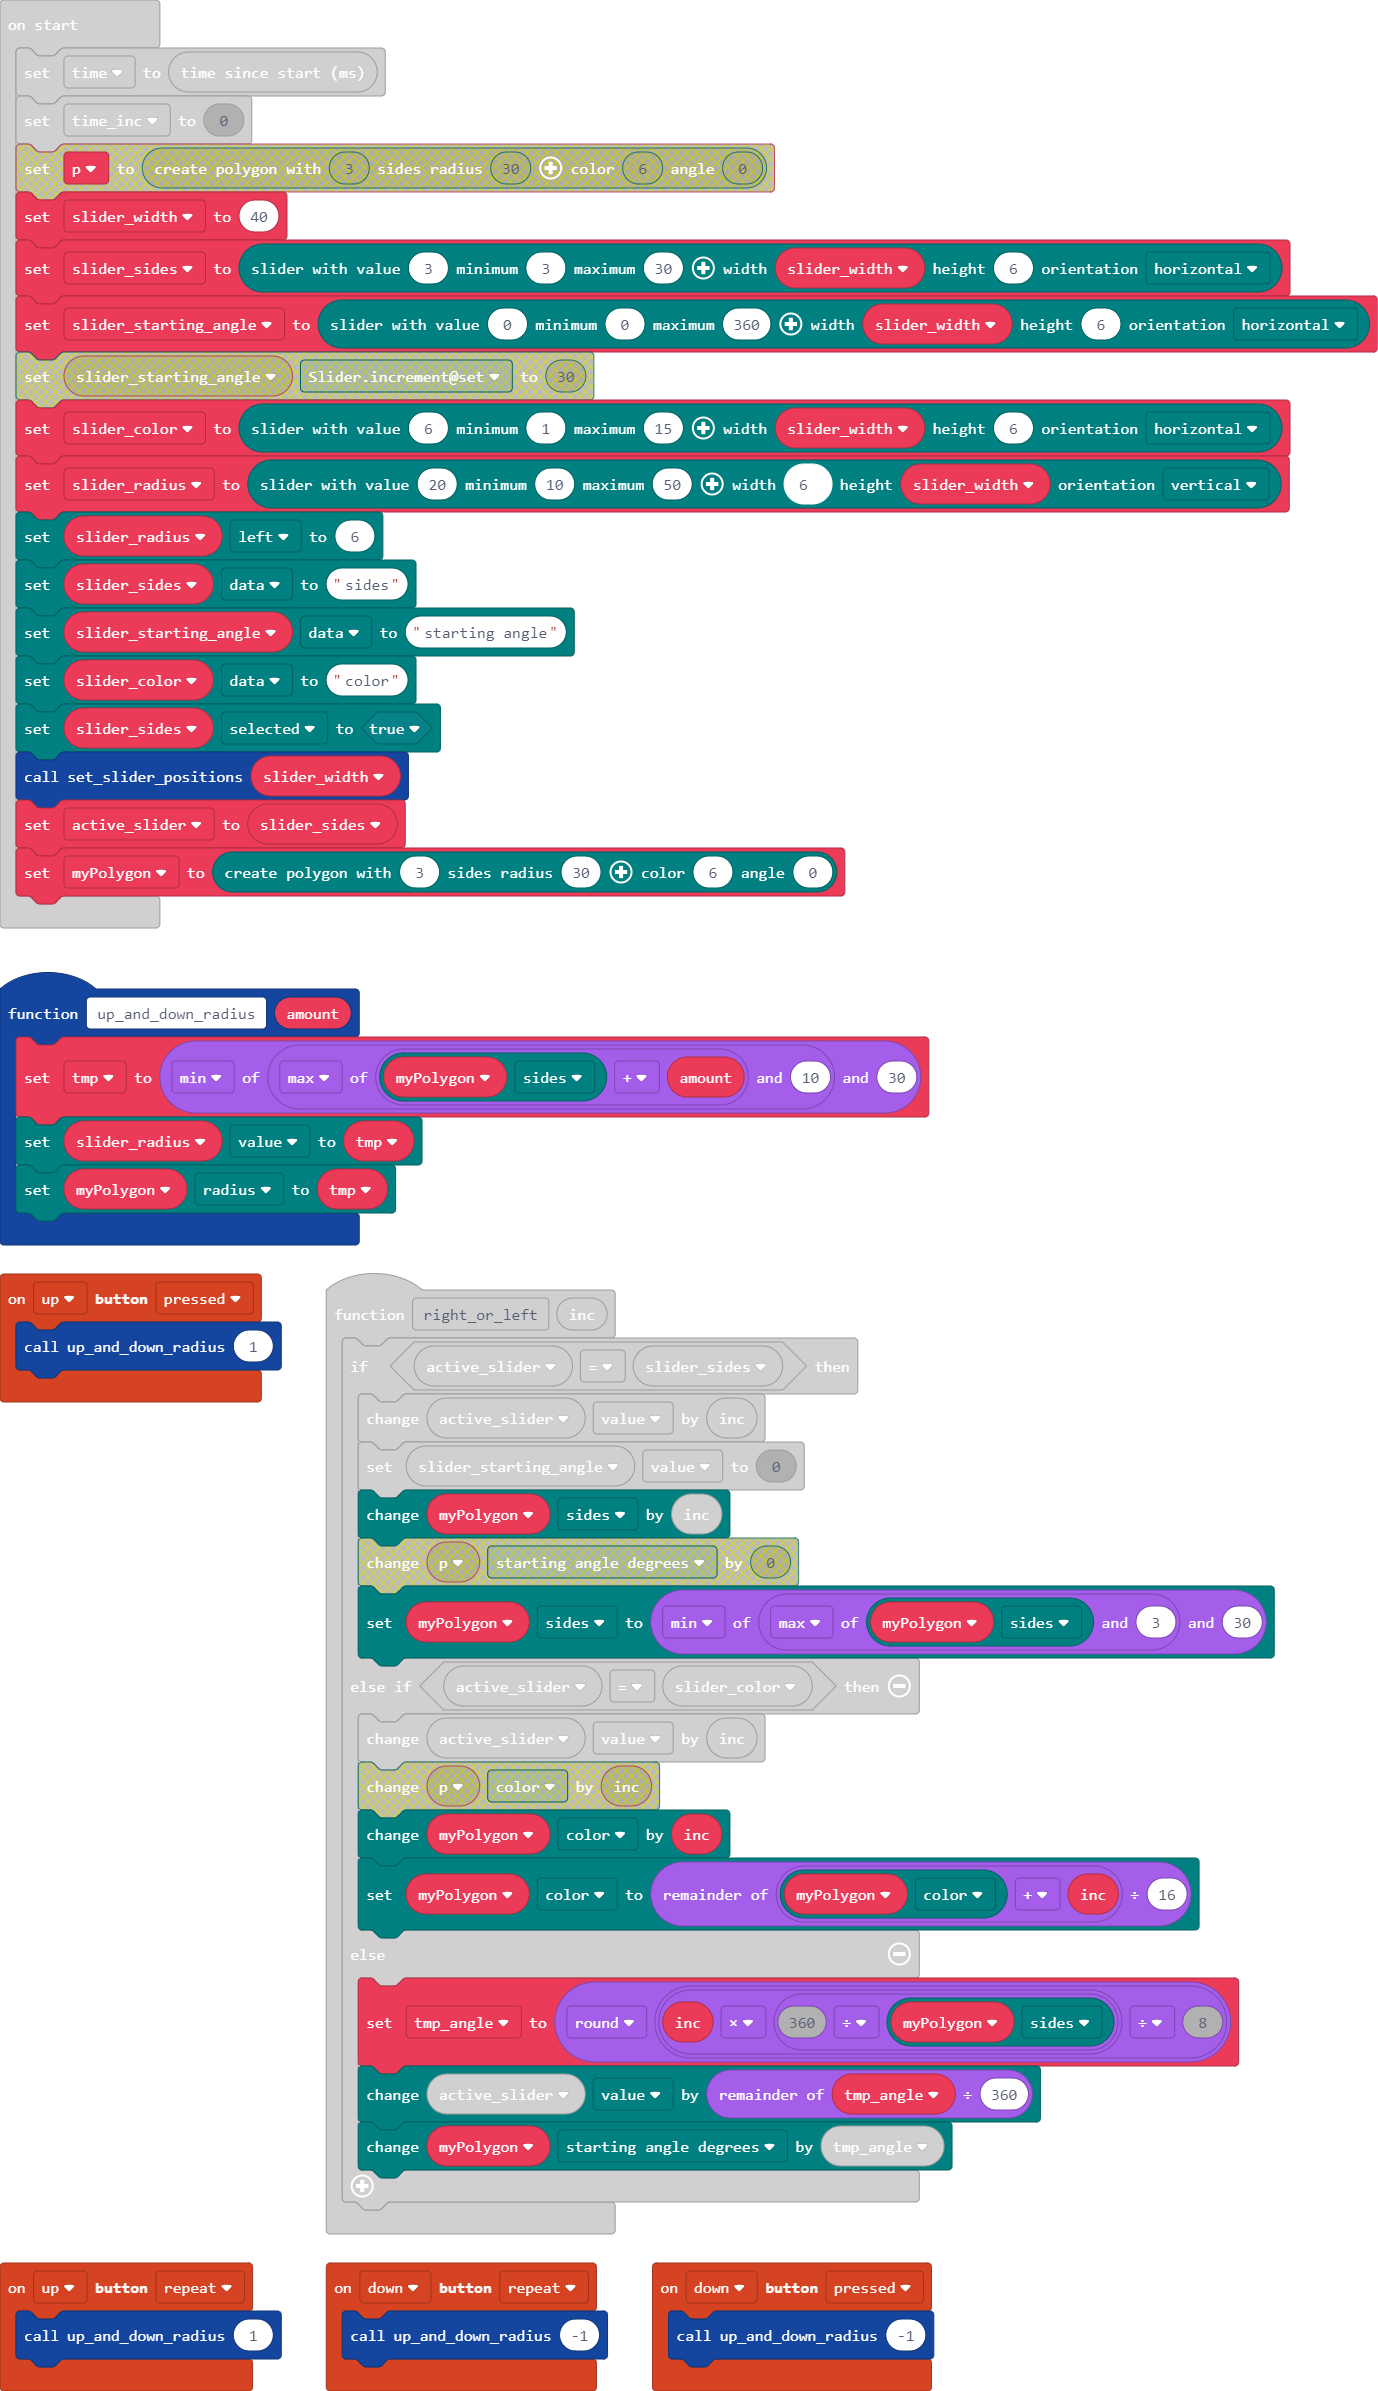 on start
set time to time since start (ms)
set time_inc to 0
set p to create polygon with 3 sides radius 30 color 6 angle 0
set slider_width to 40
set slider_sides to slider with value 3 minimum 3 maximum 30 width slider_width height 6 orientation horizontal
set slider_starting_angle to slider with value 0 minimum 0 maximum 360 width slider_width height 6 orientation horizontal
set slider_starting_angle Slider.increment@set to 30
set slider_color to slider with value 6 minimum 1 maximum 15 width slider_width height 6 orientation horizontal
set slider_radius to slider with value 20 minimum 10 maximum 50 width 6 height slider_width orientation vertical
set slider_radius left to 6
set slider_sides data to "sides"
set slider_starting_angle data to "starting angle"
set slider_color data to "color"
set slider_sides selected to true
call set_slider_positions slider_width
set active_slider to slider_sides
set myPolygon to create polygon with 3 sides radius 30 color 6 angle 0
function up_and_down_radius amount
set tmp to min of max of myPolygon sides + amount and 10 and 30
set slider_radius value to tmp
set myPolygon radius to tmp
on up button pressed
call up_and_down_radius 1
function right_or_left inc
if active_slider = slider_sides then
change active_slider value by inc
set slider_starting_angle value to 0
change myPolygon sides by inc
change p starting angle degrees by 0
set myPolygon sides to min of max of myPolygon sides and 3 and 30
else if active_slider = slider_color then
change active_slider value by inc
change p color by inc
change myPolygon color by inc
set myPolygon color to remainder of myPolygon color + inc ÷ 16
else
set tmp_angle to round inc × 360 ÷ myPolygon sides ÷ 8
change active_slider value by remainder of tmp_angle ÷ 360
change myPolygon starting angle degrees by tmp_angle
on up button repeat
call up_and_down_radius 1
on down button repeat
call up_and_down_radius -1
on down button pressed
call up_and_down_radius -1